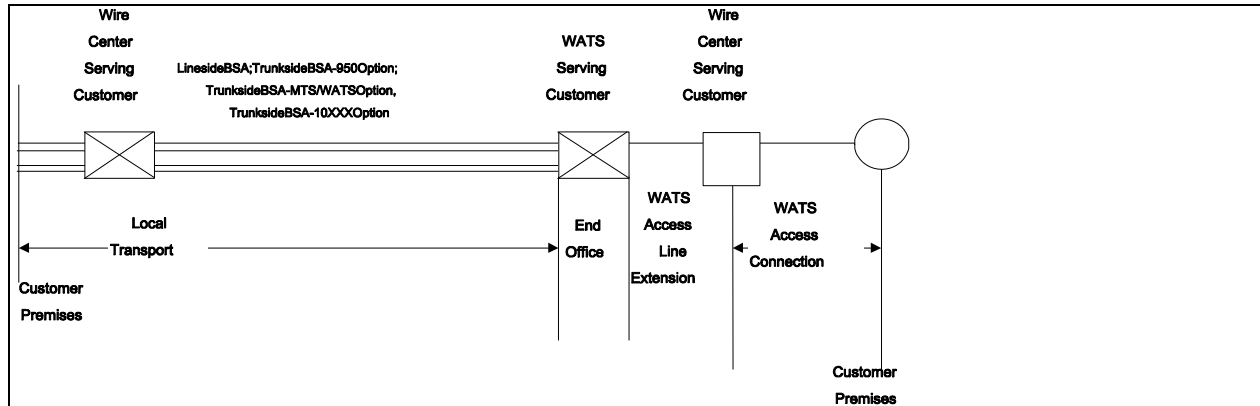 Wire
Center
Serving
Customer
LinesideBSA;TrunksideBSA-950Option;
TrunksideBSA-MTS/WATSOption,
TrunksideBSA-10XXXOption
WATS
Serving
Customer
Wire
Center
Serving
Customer
Local
Transport
End
Office
WATS
Access
Line
Extension
WATS
Access
Connection
Customer
Premises
Customer
Premises